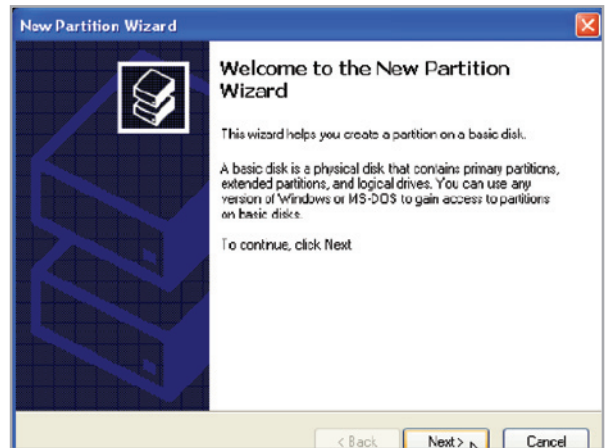 New Partition Wizard
Welcome to the New Partition
Wizard
This wizard helps you create a partition on a basic disk.
A basic disk is a physical disk that contains primary partitions,
extended partitions, and logical drives. You can use any
version of Windows or MS-DOS to gain access to partitions
on basic disks.
To continue, click Next
< Back
Next >
Cancel